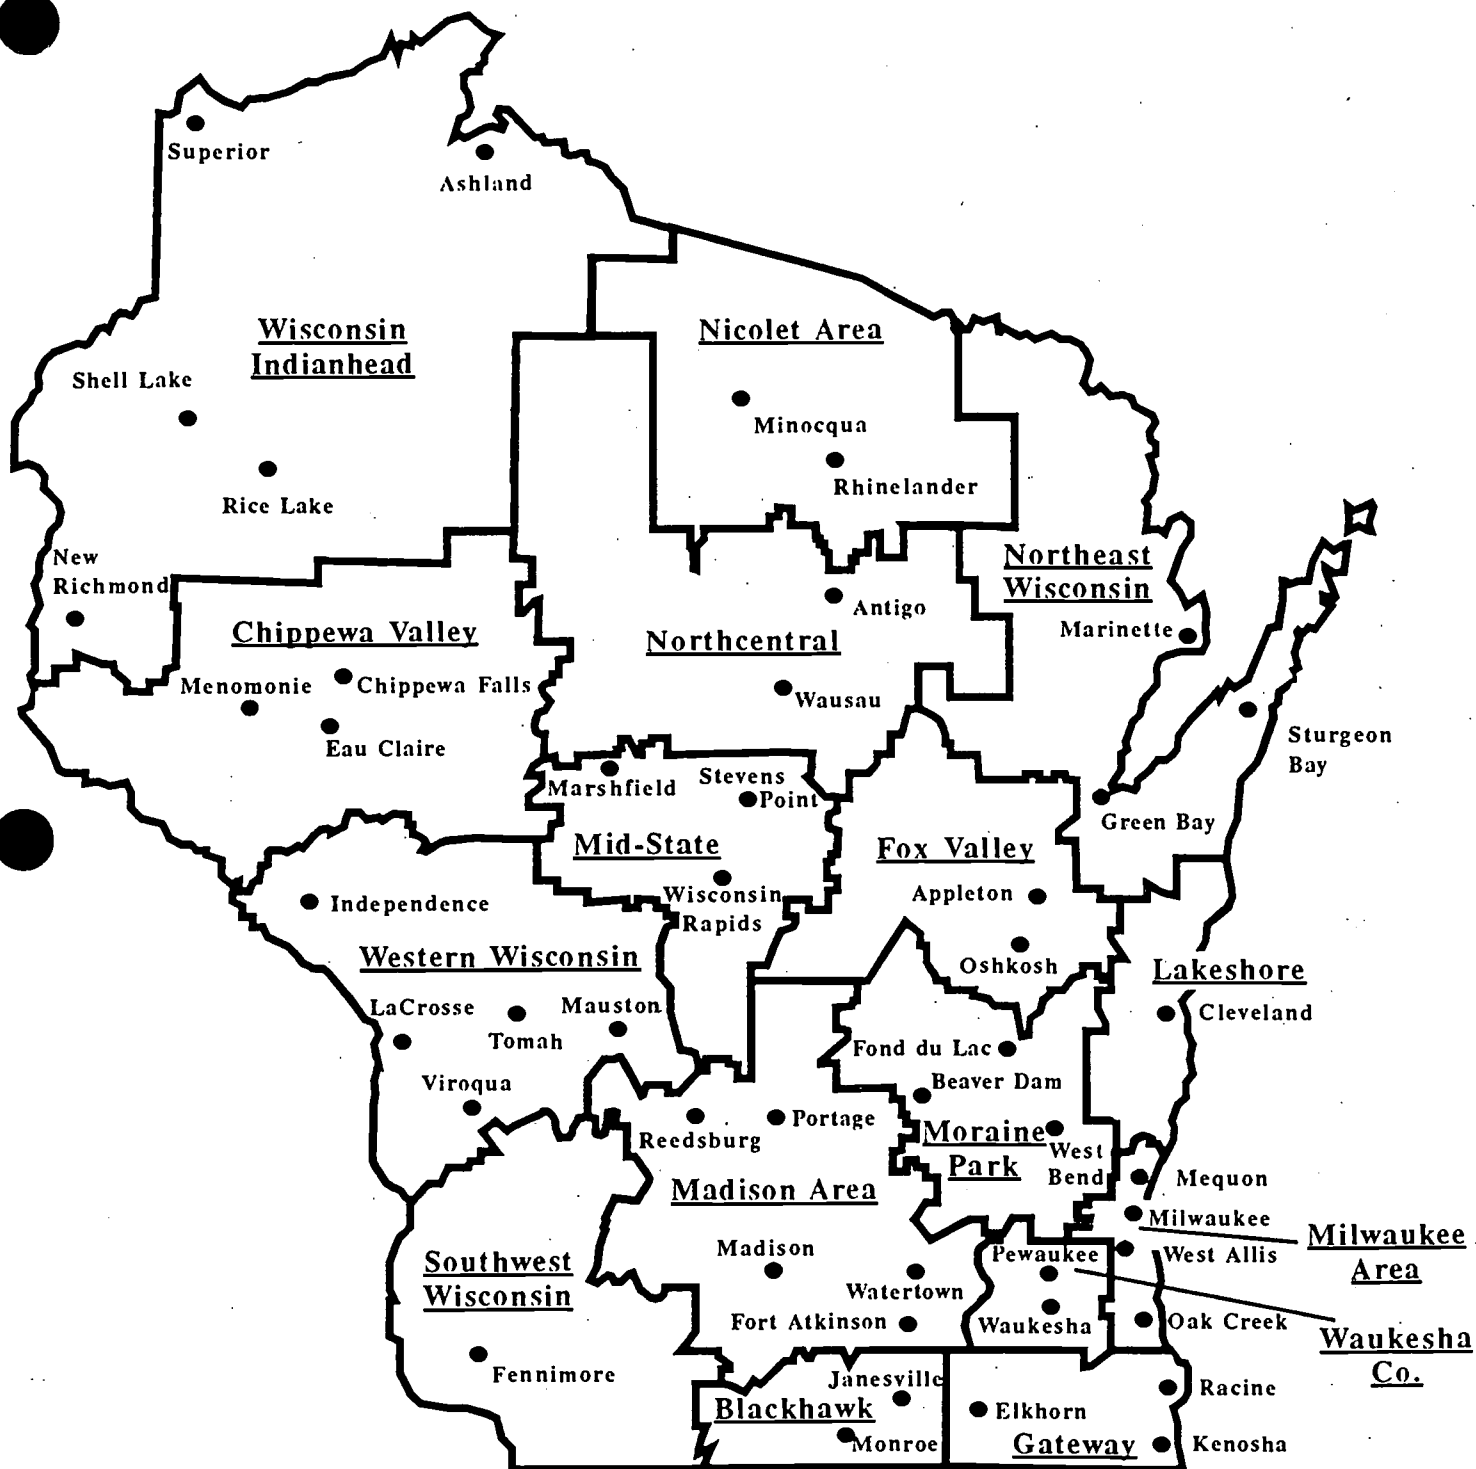 Superior
Ashland
Wisconsin
Indianhead
Nicolet Area
Shell Lake
Minocqua
Rhinelander
Rice Lake
New
Richmond
Northeast
Wisconsin
Antigo
Chippewa Valley
Northcentral
Marinette
Menomonie
Chippewa Falls
Wausau
Eau Claire
Sturgeon
Bay
Marshfield
Stevens
Point
Green Bay
Mid-State
Fox Valley
Wisconsin
Rapids
Appleton
Independence
Western Wisconsin
Oshkosh
Lakeshore
LaCrosse
Tomah
Mauston
Cleveland
Fond du Lac
Viroqua
Beaver Dam
Reedsburg
Portage
Moraine
Park
West
Bend
Mequon
Madison Area
Milwaukee
Milwaukee
Area
Southwest
Wisconsin
Madison
Pewaukee
West Allis
Watertown
Fort Atkinson
Waukesha
Oak Creek
Waukesha
Co.
Fennimore
Janesville
Racine
Blackhawk
Elkhorn
Monroe
Gateway
Kenosha